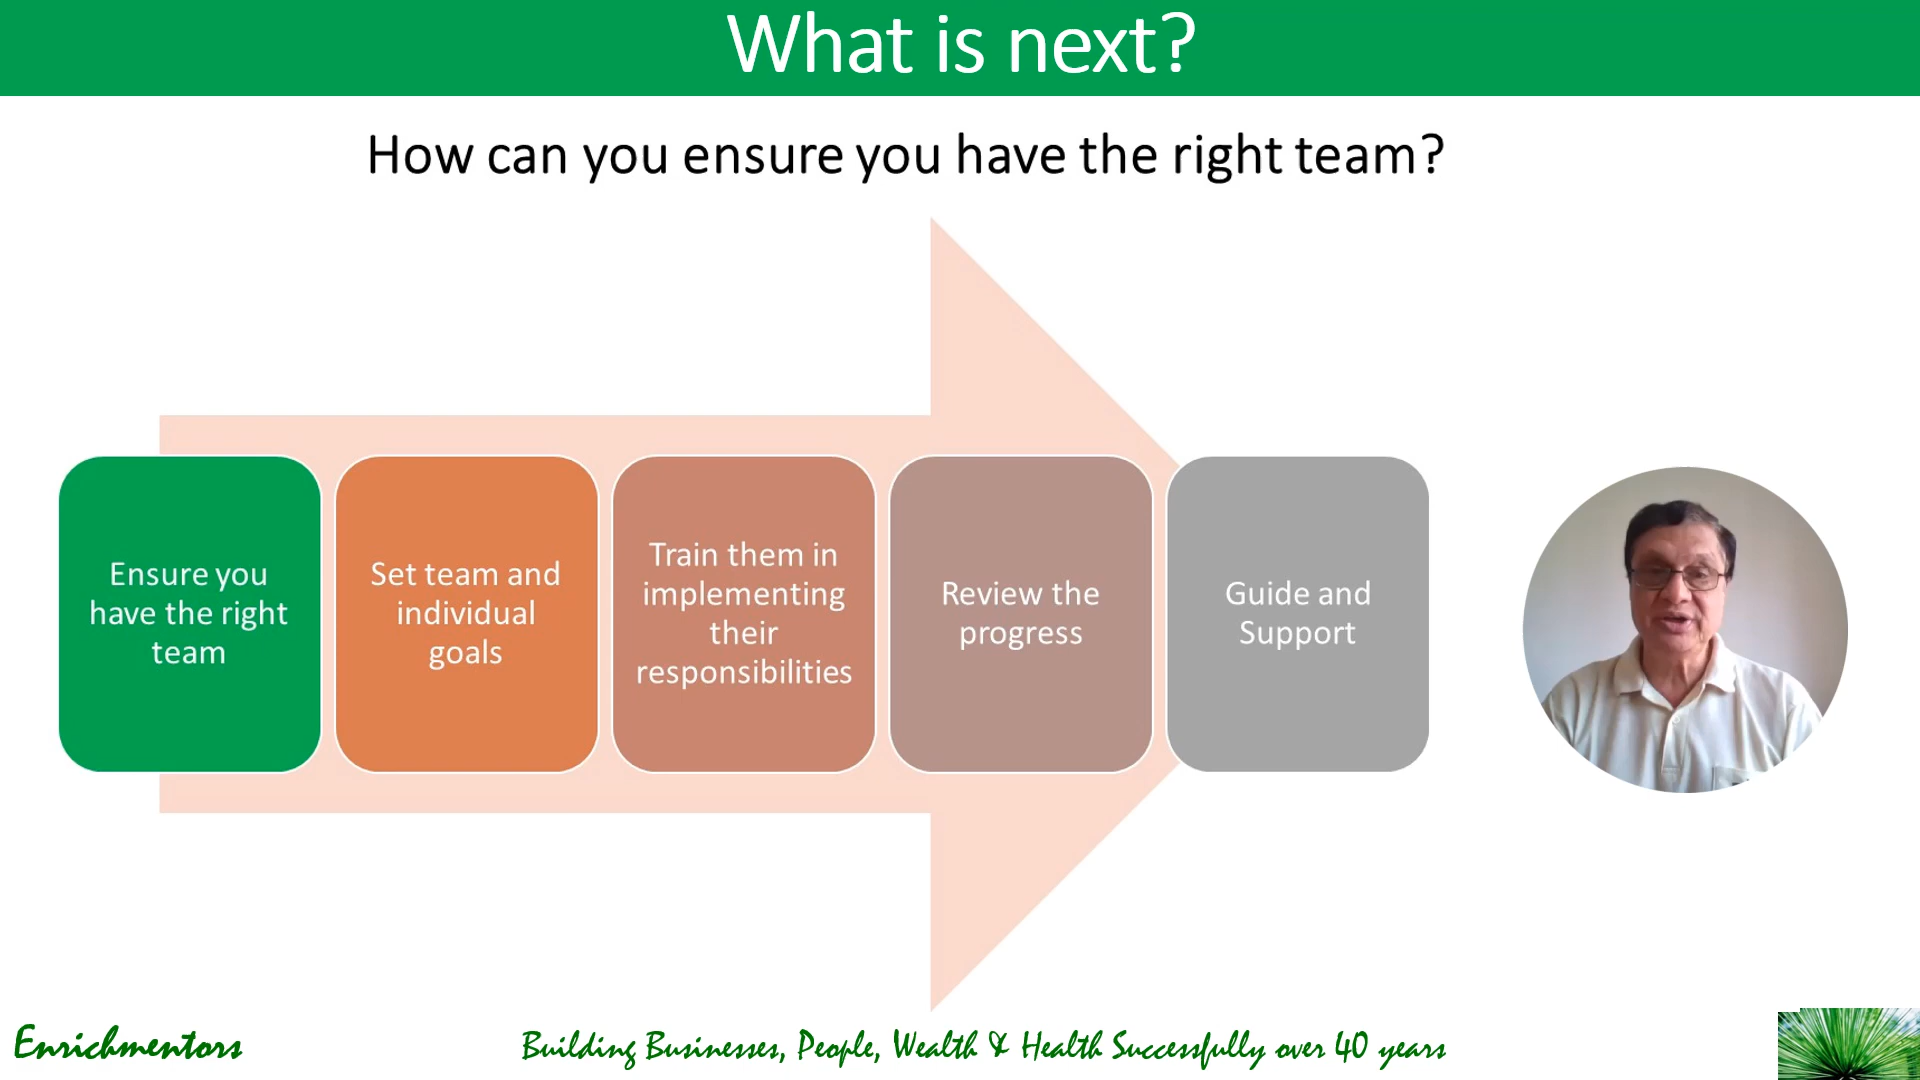 What is next?
How can you ensure you have the right team?
Ensure you
have the right
team
Set team and
individual
goals
Train them in
implementing
their
responsibilities
Review the
progress
Guide and
Support
Enrichmentors
Building Businesses, People, Wealth & Health Successfully over 40 years